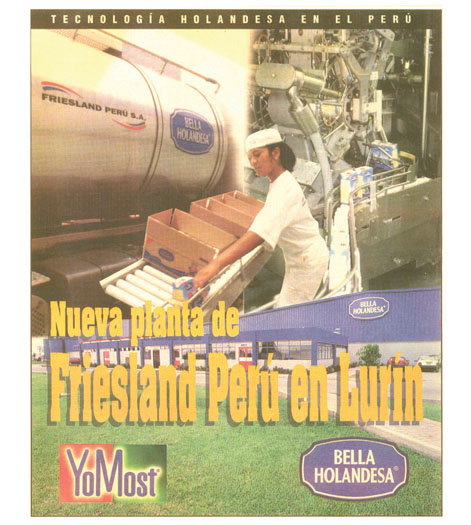 TECNOLOGÍA HOLANDESA EN EL PERÚ
FRIESLAND PERÚ S.A.
BELLA
HOLANDESA®
BELLA
HOLANDESA®
Nueva planta de
Friesland Perú en Lurín
YoMost®
BELLA
HOLANDESA®